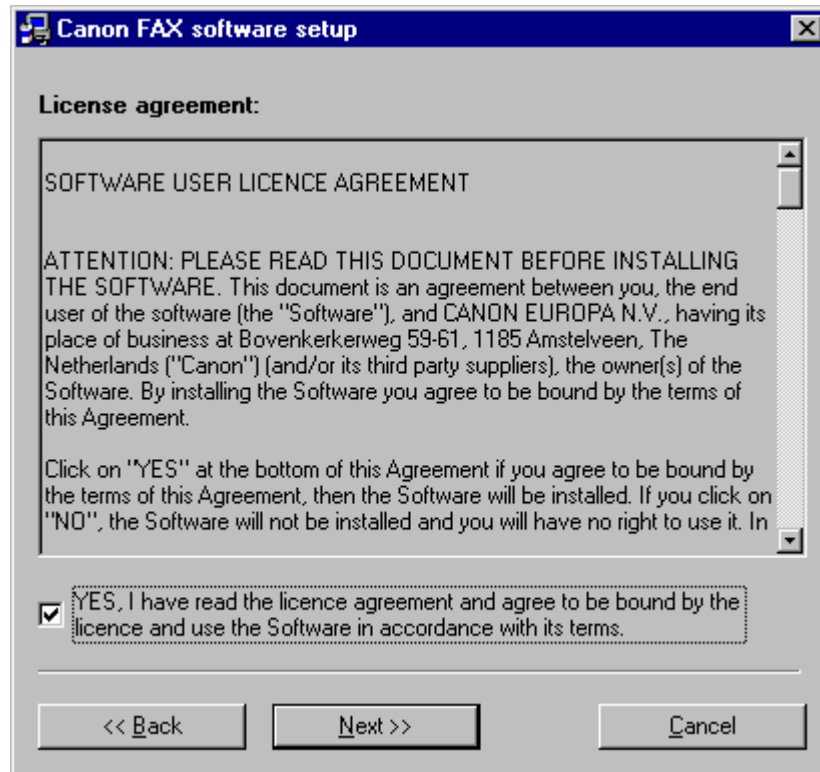 Canon FAX software setup
License agreement:
SOFTWARE USER LICENCE AGREEMENT
ATTENTION: PLEASE READ THIS DOCUMENT BEFORE INSTALLING
THE SOFTWARE. This document is an agreement between you, the end
user of the software (the "Software"), and CANON EUROPA N.V., having its
place of business at Bovenkerkerweg 59-61, 1185 Amstelveen, The
Netherlands ("Canon") (and/or its third party suppliers), the owner(s) of the
Software. By installing the Software you agree to be bound by the terms of
this Agreement.
Click on "YES" at the bottom of this Agreement if you agree to be bound by
the terms of this Agreement, then the Software will be installed. If you click on
"NO", the Software will not be installed and you will have no right to use it. In
YES, I have read the licence agreement and agree to be bound by the
licence and use the Software in accordance with its terms.
<< Back
Next >>
Cancel